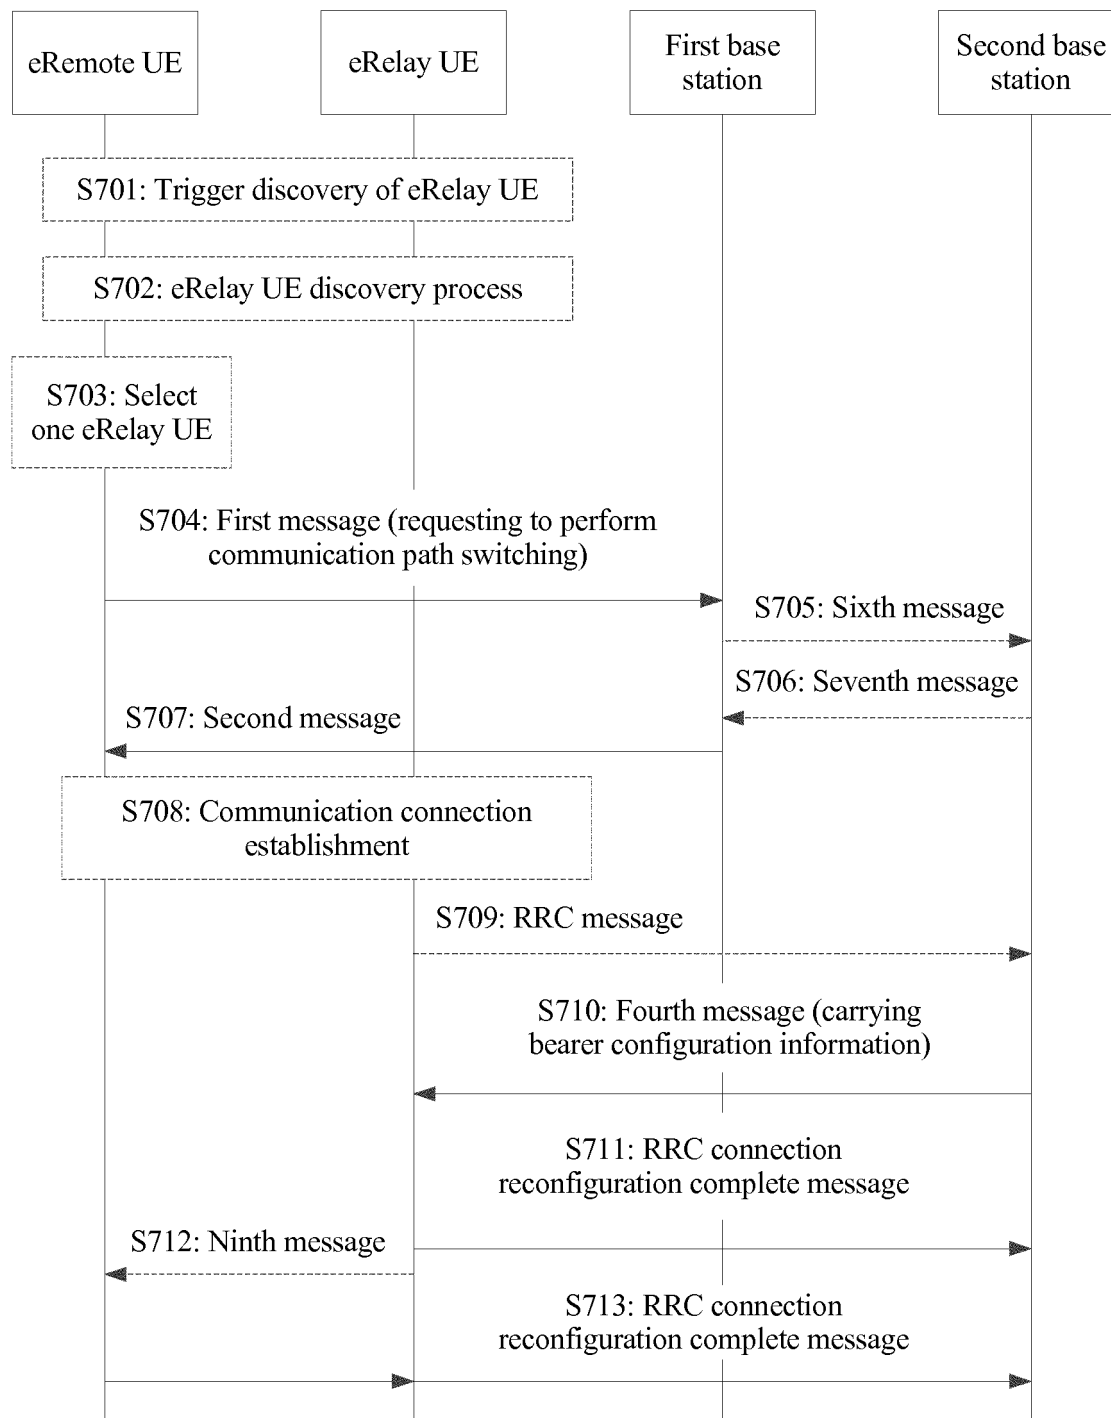 eRemote UE
eRelay UE
First base
station
Second base
station
S701: Trigger discovery of eRelay UE
S702: eRelay UE discovery process
S703: Select
one eRelay UE
S704: First message (requesting to perform
communication path switching)
S705: Sixth message
S706: Seventh message
S707: Second message
S708: Communication connection
establishment
S709: RRC message
S710: Fourth message (carrying
bearer configuration information)
S711: RRC connection
reconfiguration complete message
S712: Ninth message
S713: RRC connection
reconfiguration complete message